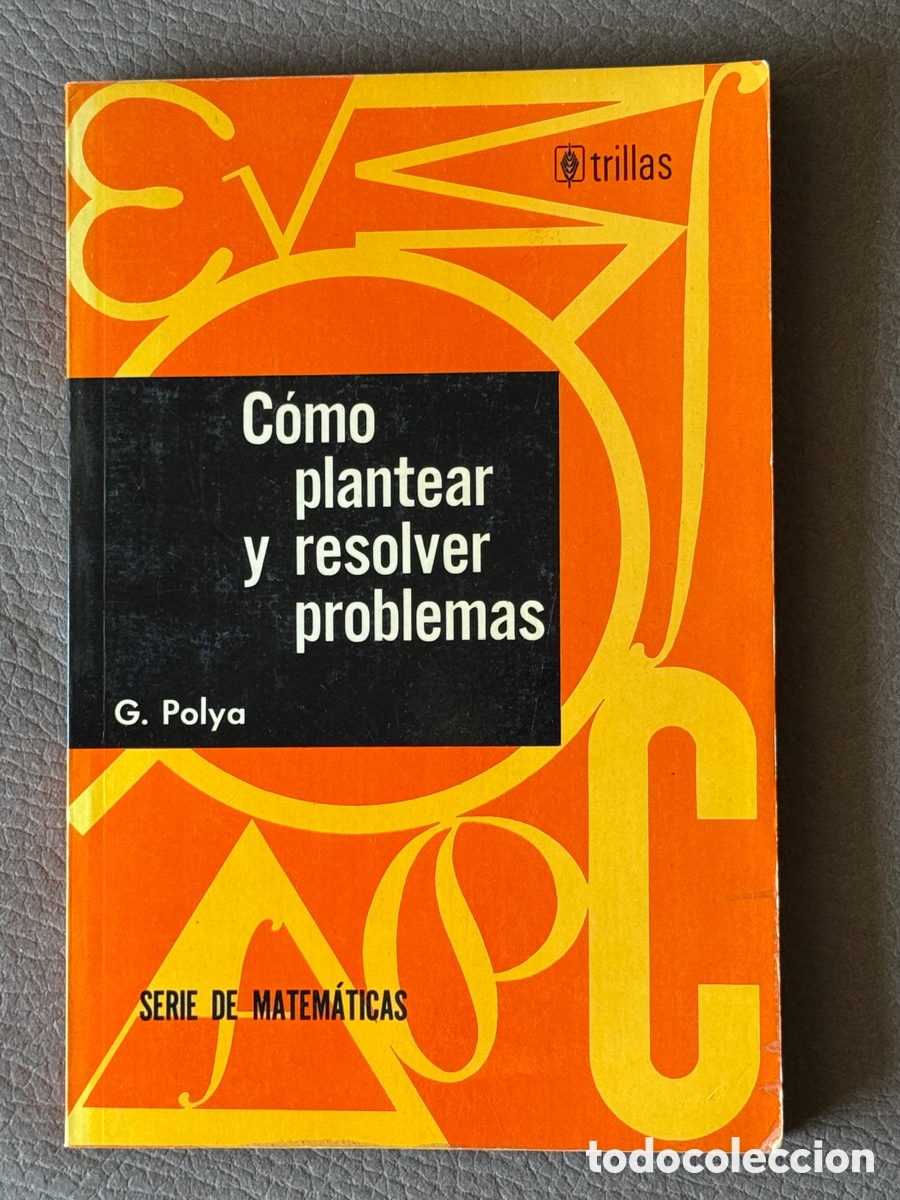 trillas
Cómo
plantear
y resolver
problemas
G. Polya
SERIE DE MATEMÁTICAS
todocoleccion